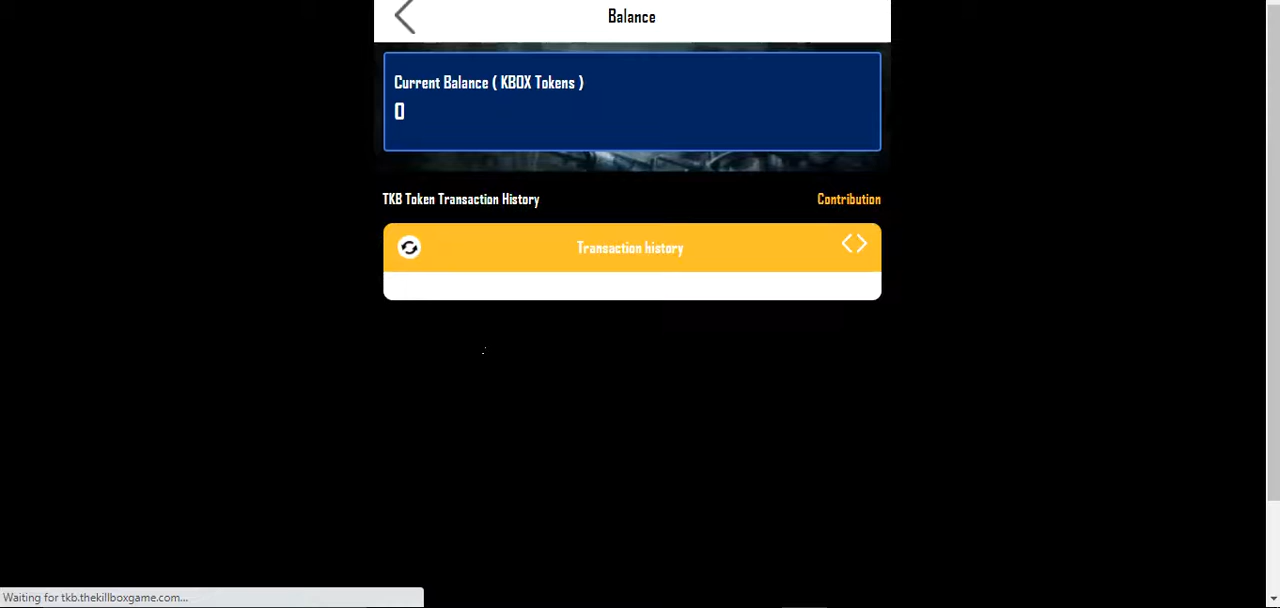 Balance
Current Balance ( KBOX Tokens )
0
TKB Token Transaction History
Contribution
Transaction history
Waiting for tkb.thekillboxgame.com...